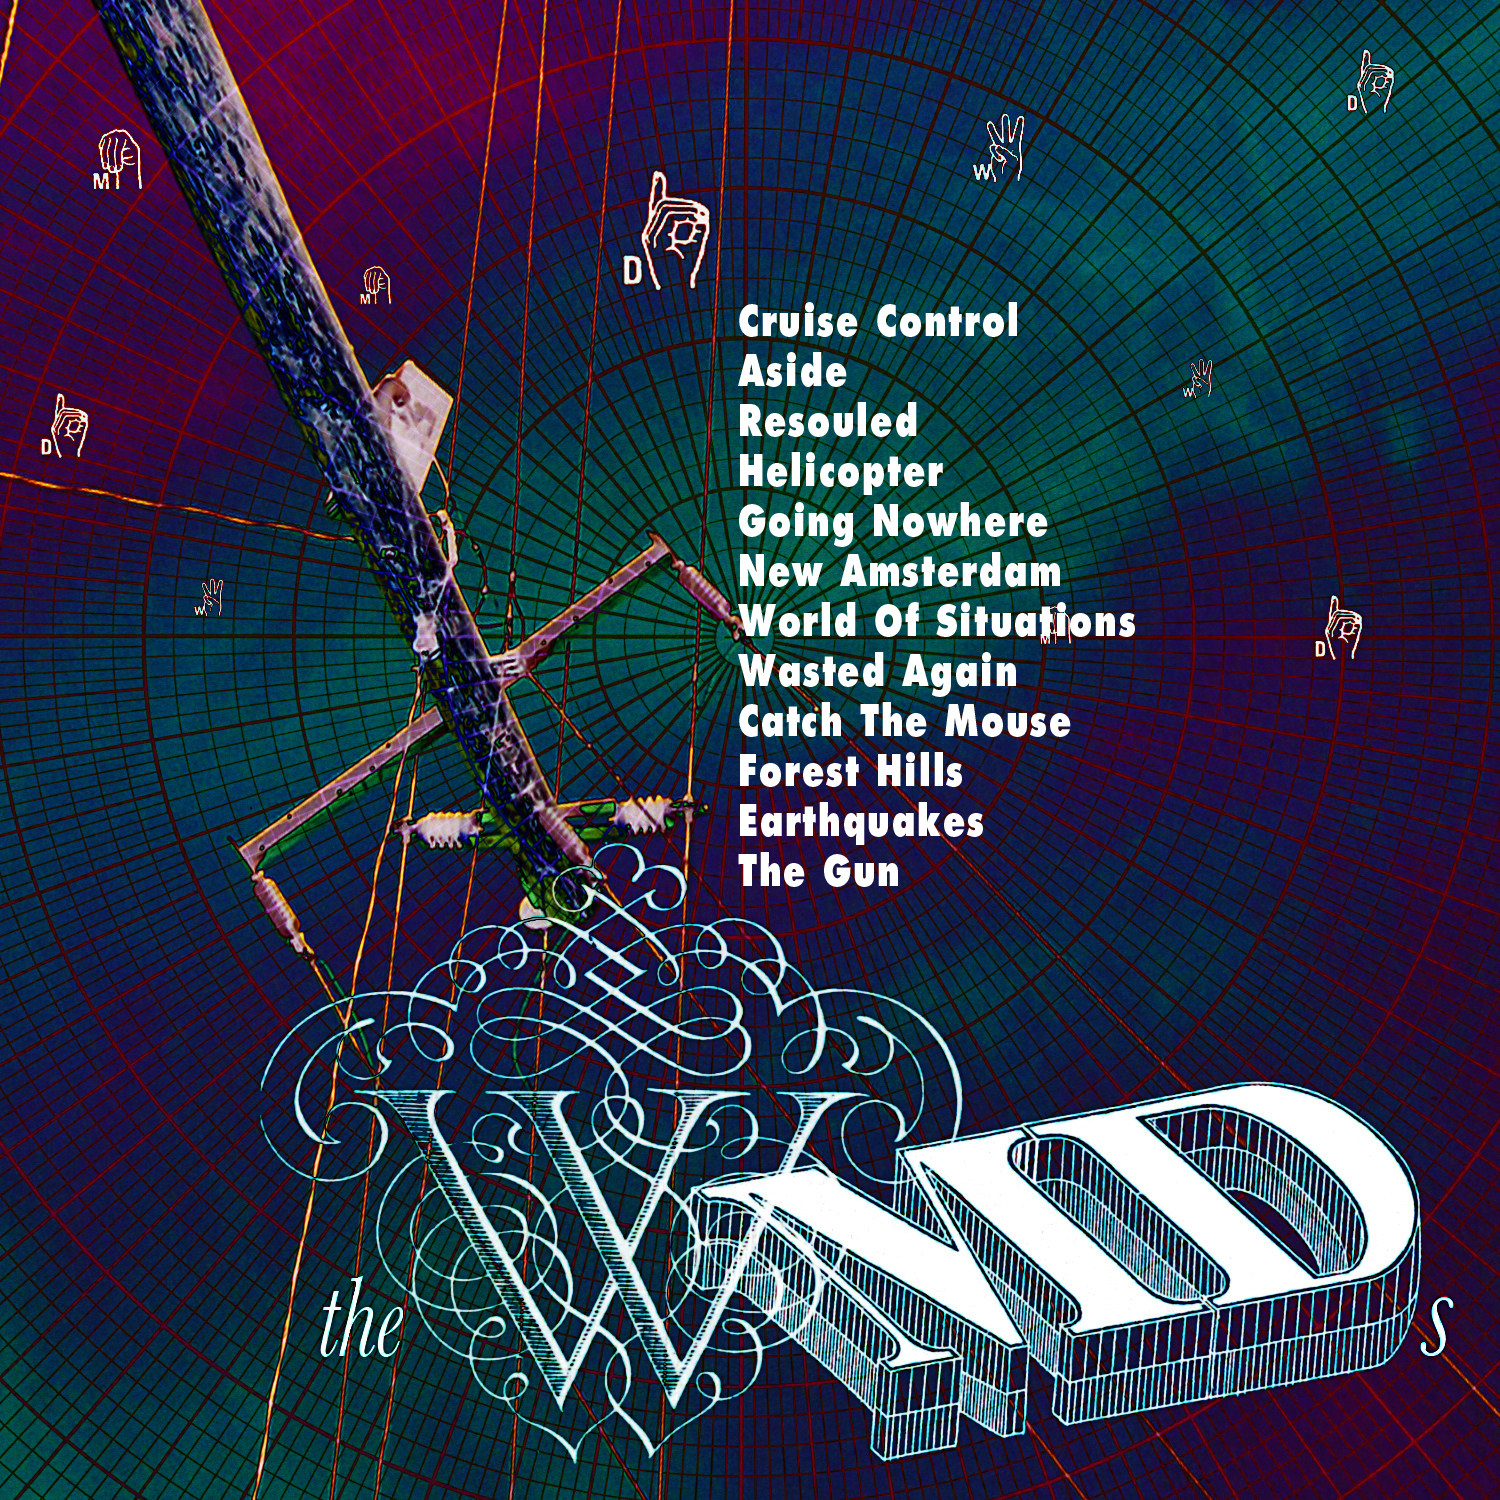 D
W
M
D
M
Cruise Control
Aside
Resouled
W
Helicopter
D
Going Nowhere
New Amsterdam
W
World Of Situations
M
D
Wasted Again
Catch The Mouse
Forest Hills
Earthquakes
The Gun
the WMDs